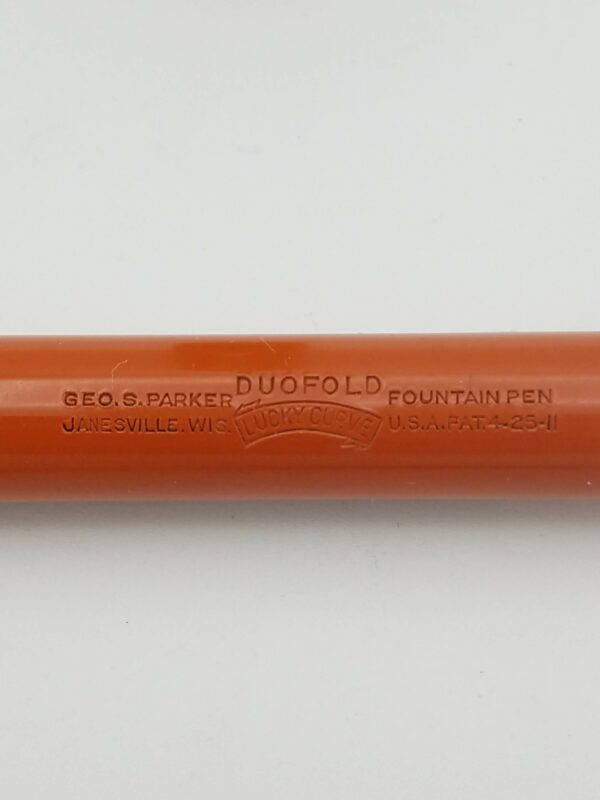 DUOFOLD
GEO.S.PARKER FOUNTAIN PEN
JANESVILLE.WIS. LUCKY CURVE U.S.A.PAT.4-25-11